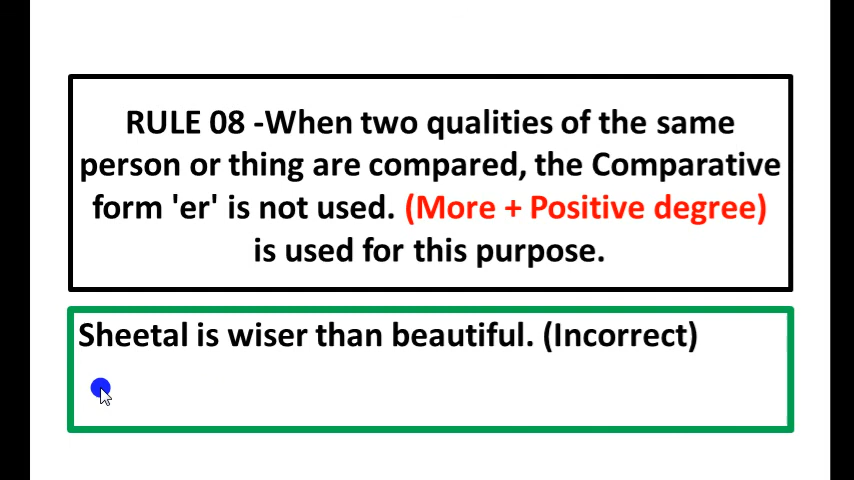 RULE 08 -When two qualities of the same
person or thing are compared, the Comparative
form 'er' is not used. (More + Positive degree)
is used for this purpose.
Sheetal is wiser than beautiful. (Incorrect)